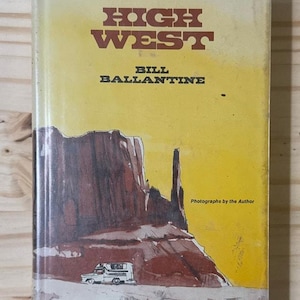 HIGH
WEST
BILL
BALLANTINE
Photographs by the Author